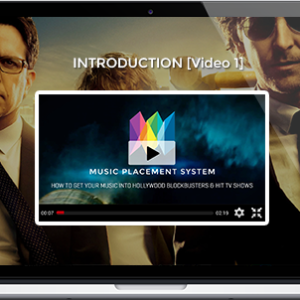 INTRODUCTION [Video 1]
MUSIC PLACEMENT SYSTEM
HOW TO GET YOUR MUSIC INTO HOLLYWOOD BLOCKBUSTERS & HIT TV SHOWS
00:07
02:19